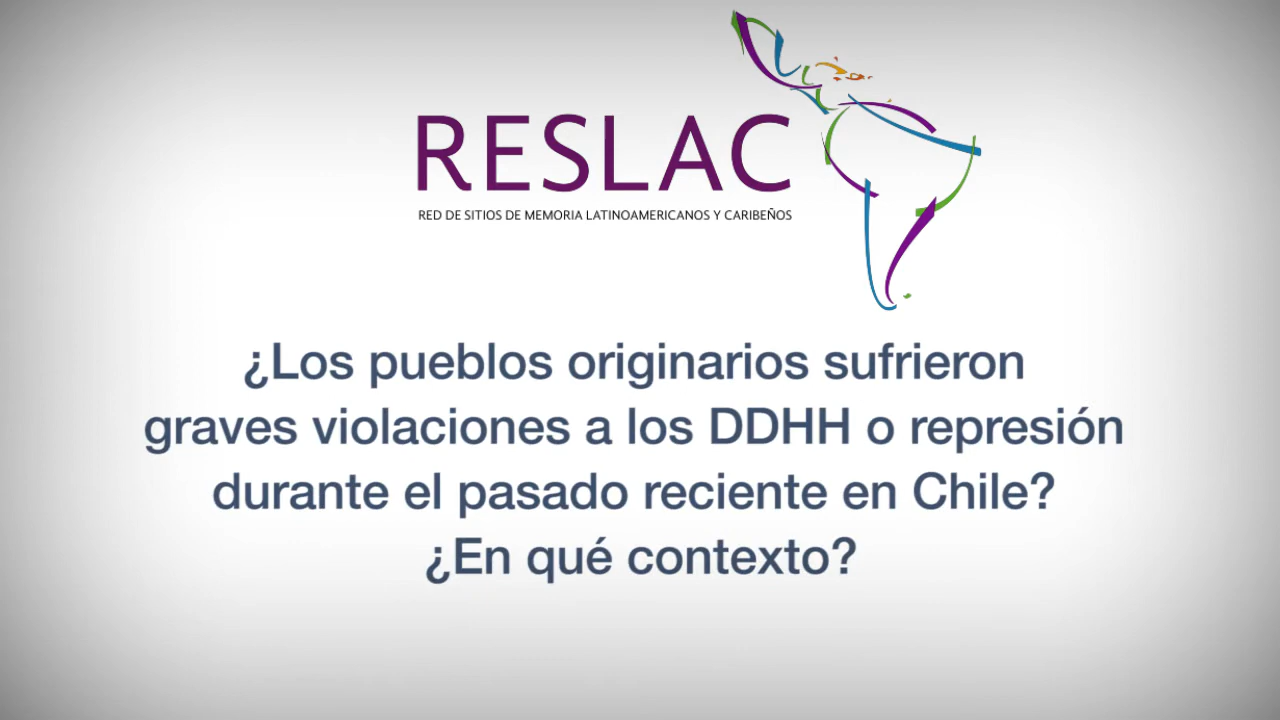 RESLAC
RED DE SITIOS DE MEMORIA LATINOAMERICANOS Y CARIBEÑOS
¿Los pueblos originarios sufrieron
graves violaciones a los DDHH o represión
durante el pasado reciente en Chile?
¿En qué contexto?